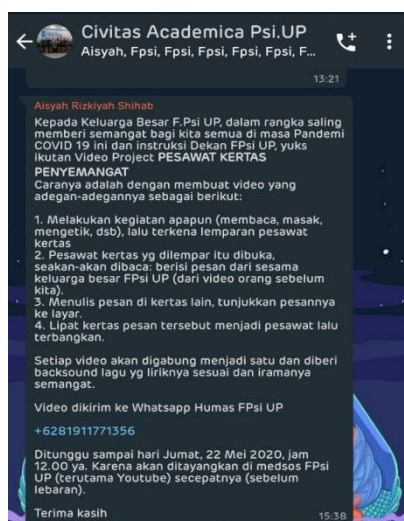 Civitas Academica Psi.UP
Aisyah, Fpsi, Fpsi, Fpsi, Fpsi, Fpsi, F...
13:21
Aisyah Rizkiyah Shihab
Kepada Keluarga Besar F.Psi UP, dalam rangka saling
memberi semangat bagi kita semua di masa Pandemi
COVID 19 ini dan instruksi Dekan FPsi UP, yuks
ikutan Video Project PESAWAT KERTAS
PENYEMANGAT
Caranya adalah dengan membuat video yang
adegan-adegannya sebagai berikut:
1. Melakukan kegiatan apapun (membaca, masak,
mengetik, dsb), lalu terkena lemparan pesawat
kertas
2. Pesawat kertas yg dilempar itu dibuka,
seakan-akan dibaca: berisi pesan dari sesama
keluarga besar FPsi UP (dari video orang sebelum
kita).
3. Menulis pesan di kertas lain, tunjukkan pesannya
ke layar.
4. Lipat kertas pesan tersebut menjadi pesawat lalu
terbangkan.
Setiap video akan digabung menjadi satu dan diberi
backsound lagu yg liriknya sesuai dan iramanya
semangat.
Video dikirim ke Whatsapp Humas FPsi UP
+6281911771356
Ditunggu sampai hari Jumat, 22 Mei 2020, jam
12.00 ya. Karena akan ditayangkan di medsos FPsi
UP (terutama Youtube) secepatnya (sebelum
lebaran).
Terima kasih
15:38